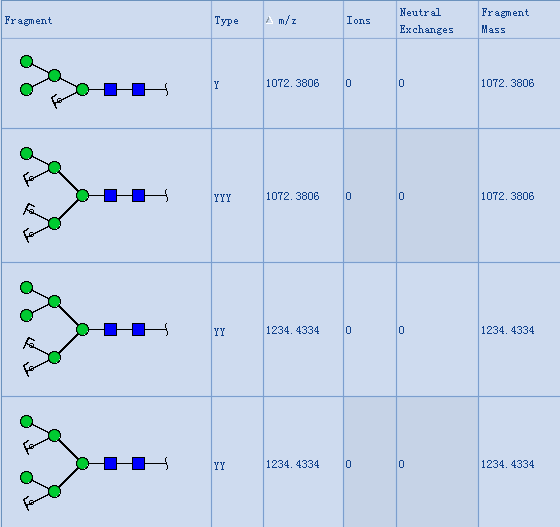 Fragment Type △ m/z Ions Neutral Exchanges Fragment Mass
Y 1072.3806 0 0 1072.3806
YYY 1072.3806 0 0 1072.3806
YY 1234.4334 0 0 1234.4334
YY 1234.4334 0 0 1234.4334